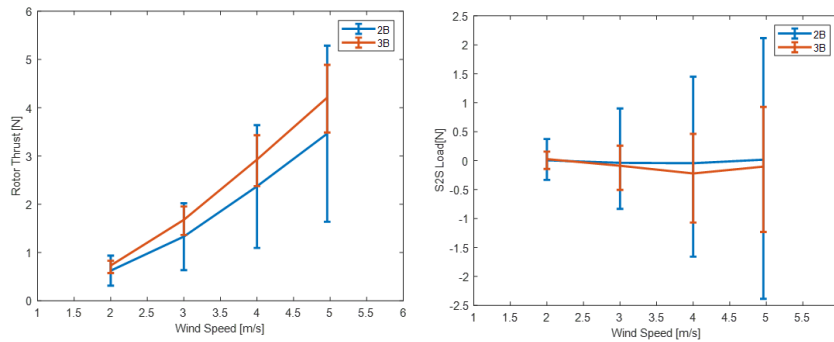 6
5
4
3
2
1
0
Rotor Thrust [N]
2B
3B
1 1.5 2 2.5 3 3.5 4 4.5 5 5.5 6
Wind Speed [m/s]
2.5
2
1.5
1
0.5
0
-0.5
-1
-1.5
-2
-2.5
S2S Load[N]
2B
3B
1 1.5 2 2.5 3 3.5 4 4.5 5 5.5
Wind Speed [m/s]